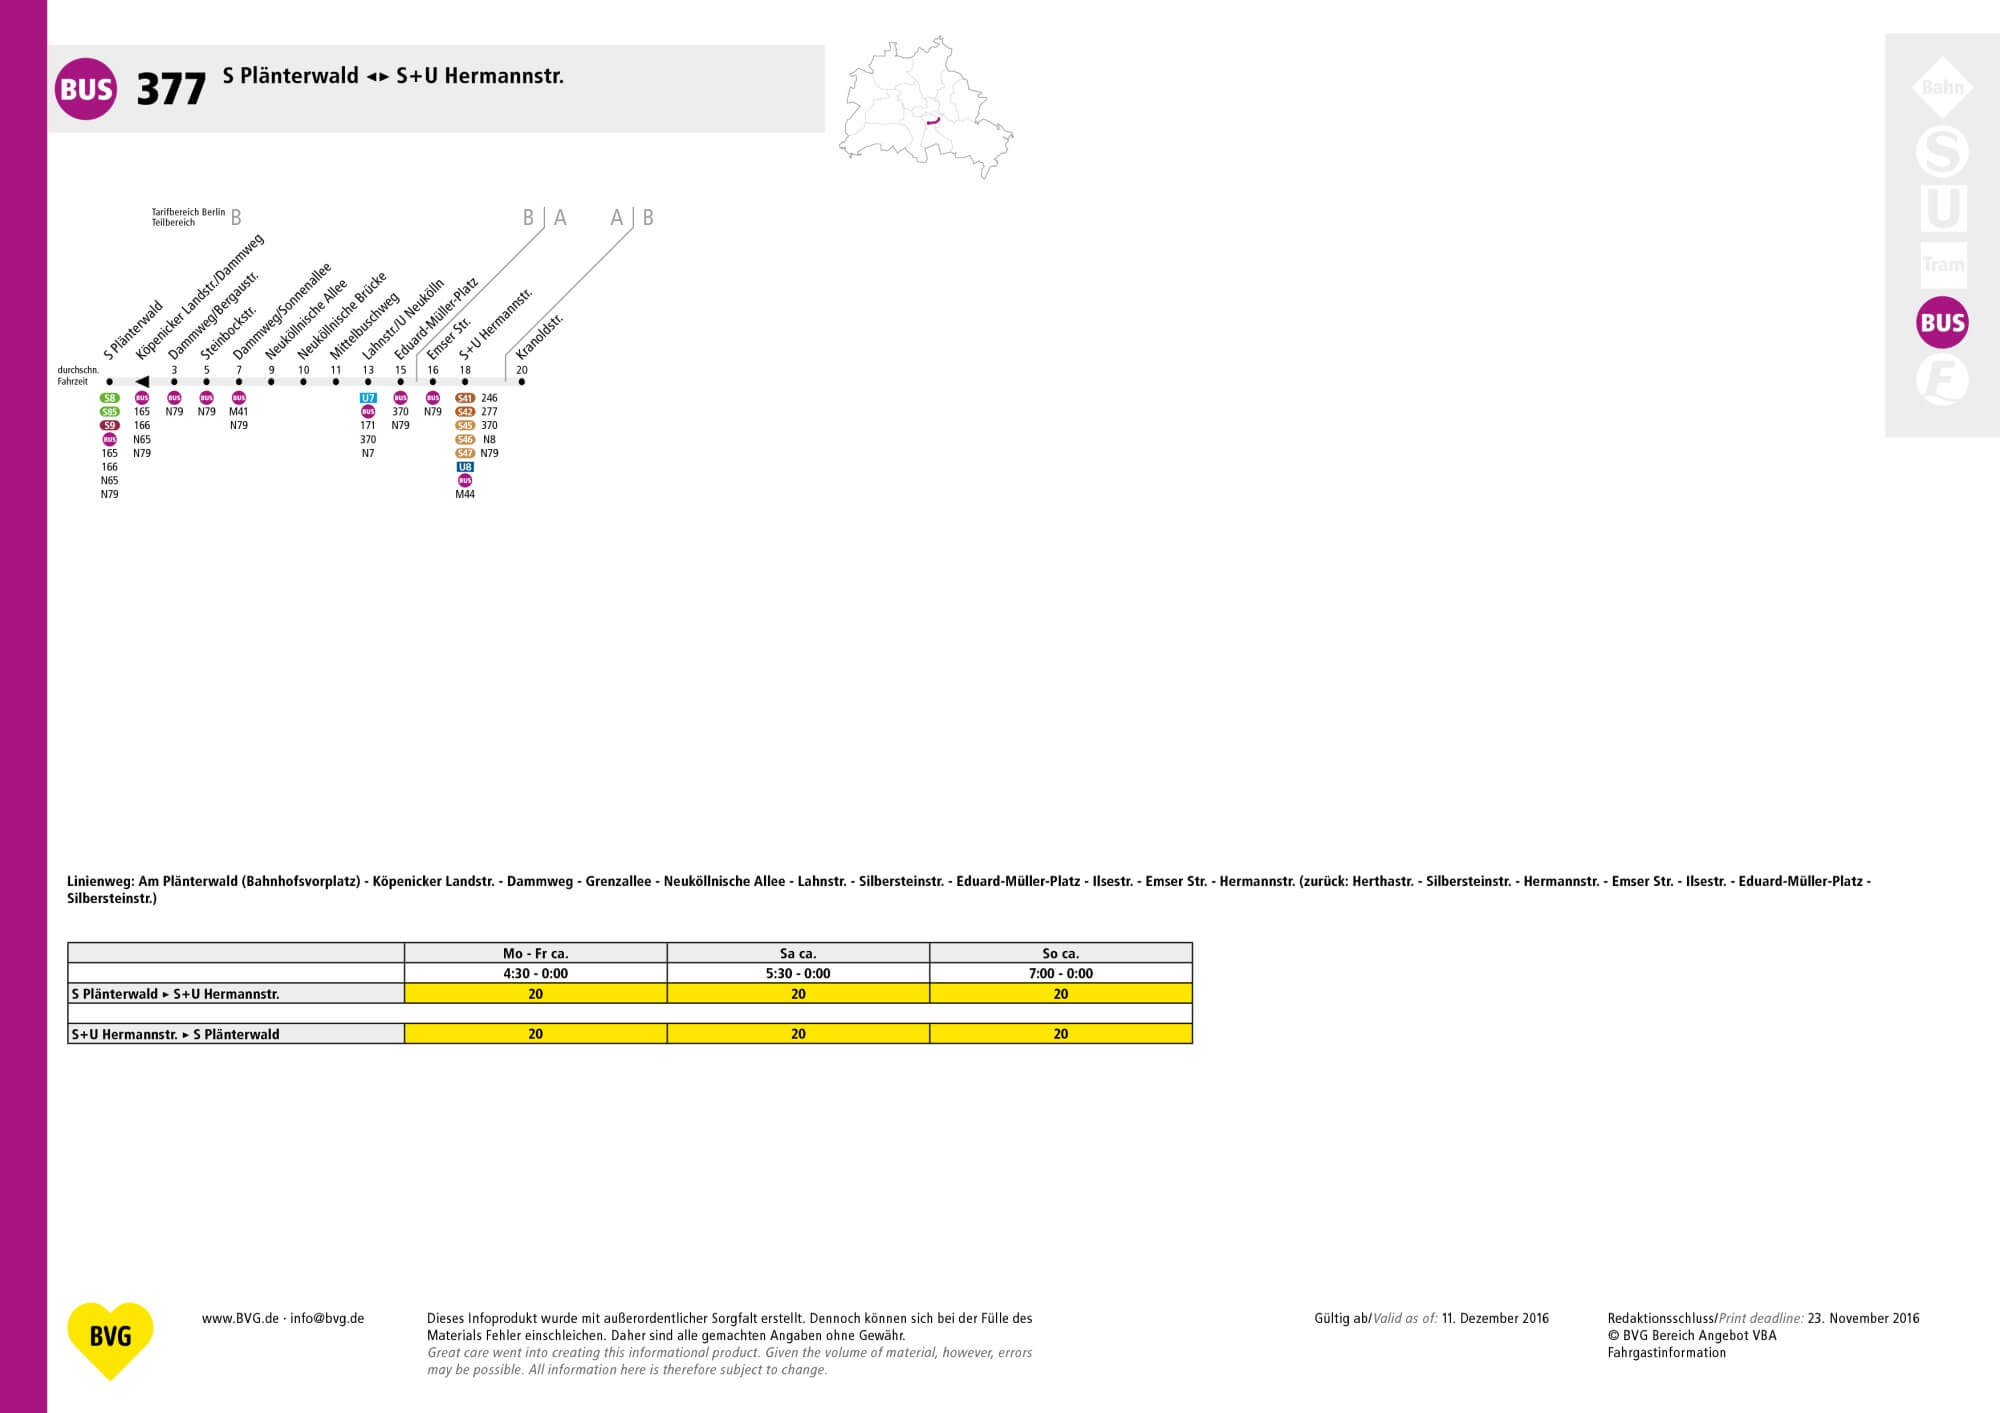 BUS 377 S Plänterwald ◄► S+U Hermannstr.
Bahn
S
U
Tram
BUS
F
Tarifbereich Berlin
Teilbereich
B
B | A
A | B
S Plänterwald
Köpenicker Landstr./Dammweg
Dammweg/Bergaustr.
Steinbockstr.
Dammweg/Sonnenallee
Neuköllnische Allee
Neuköllnische Brücke
Mittelbuschweg
Lahnstr./U Neukölln
Eduard-Müller-Platz
Emser Str.
S+U Hermannstr.
Kranoldstr.
durchschn.
Fahrzeit
3 5 7 9 10 11 13 15 16 18 20
S8 BUS BUS BUS BUS U7 BUS BUS S41 246
S85 165 N79 N79 M41 BUS 370 N79 S42 277
S9 166 N79 171 N79 S45 370
BUS N65 370 S46 N8
165 N79 N7 S47 N79
166 U8
N65 BUS
N79 M44
Linienweg: Am Plänterwald (Bahnhofsvorplatz) - Köpenicker Landstr. - Dammweg - Grenzallee - Neuköllnische Allee - Lahnstr. - Silbersteinstr. - Eduard-Müller-Platz - Ilsestr. - Emser Str. - Hermannstr. (zurück: Herthastr. - Silbersteinstr. - Hermannstr. - Emser Str. - Ilsestr. - Eduard-Müller-Platz -
Silbersteinstr.)
Mo - Fr ca. Sa ca. So ca.
4:30 - 0:00 5:30 - 0:00 7:00 - 0:00
S Plänterwald ► S+U Hermannstr. 20 20 20
S+U Hermannstr. ► S Plänterwald 20 20 20
BVG
www.BVG.de · info@bvg.de
Dieses Infoprodukt wurde mit außerordentlicher Sorgfalt erstellt. Dennoch können sich bei der Fülle des
Materials Fehler einschleichen. Daher sind alle gemachten Angaben ohne Gewähr.
Great care went into creating this informational product. Given the volume of material, however, errors
may be possible. All information here is therefore subject to change.
Gültig ab/Valid as of: 11. Dezember 2016
Redaktionsschluss/Print deadline: 23. November 2016
© BVG Bereich Angebot VBA
Fahrgastinformation